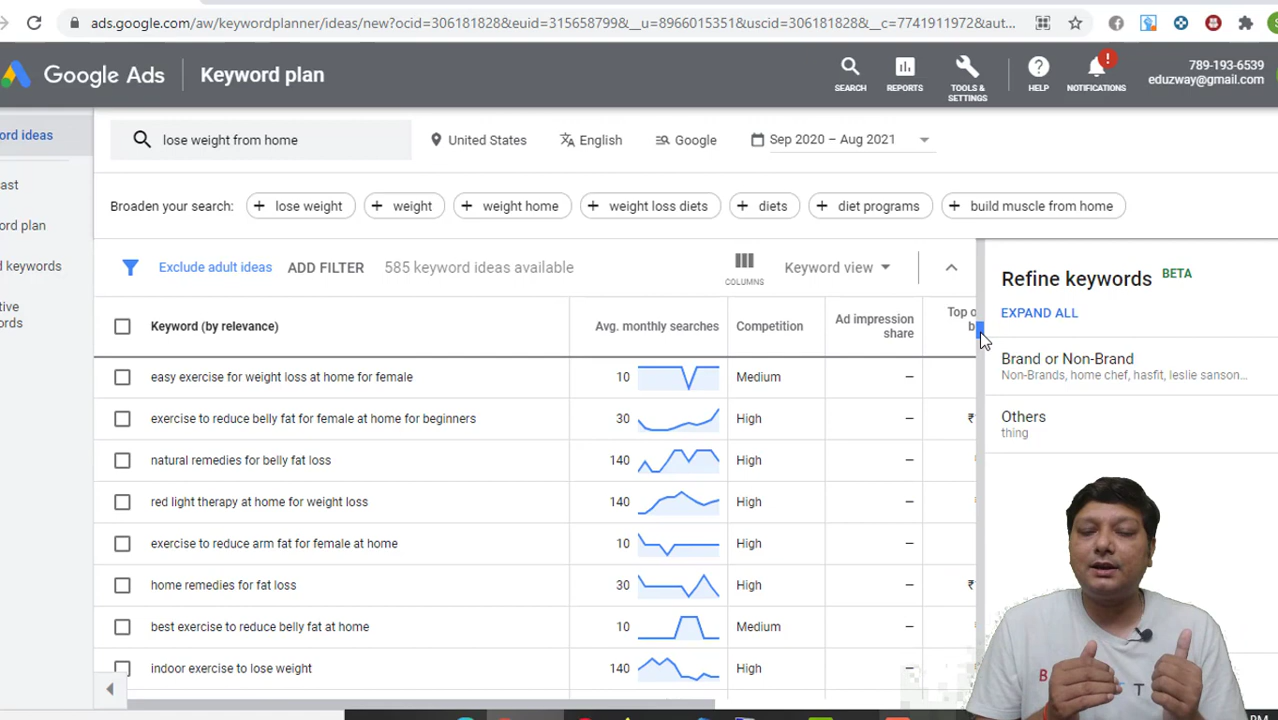 ads.google.com/aw/keywordplanner/ideas/new?ocid=306181828&euid=315658799&__u=8966015351&uscid=306181828&__c=7741911972&aut...
Google Ads
Keyword plan
SEARCH
REPORTS
TOOLS &
SETTINGS
HELP
!
NOTIFICATIONS
789-193-6539
eduzway@gmail.com
ord ideas
ast
ord plan
d keywords
tive
ords
lose weight from home
United States
English
Google
Sep 2020 – Aug 2021
Broaden your search:
+ lose weight
+ weight
+ weight home
+ weight loss diets
+ diets
+ diet programs
+ build muscle from home
Exclude adult ideas
ADD FILTER
585 keyword ideas available
COLUMNS
Keyword view
Keyword (by relevance)
Avg. monthly searches
Competition
Ad impression
share
Top o
b
easy exercise for weight loss at home for female 10 Medium –
exercise to reduce belly fat for female at home for beginners 30 High – ₹
natural remedies for belly fat loss 140 High –
red light therapy at home for weight loss 140 High –
exercise to reduce arm fat for female at home 10 High –
home remedies for fat loss 30 High – ₹
best exercise to reduce belly fat at home 10 Medium –
indoor exercise to lose weight 140 High –
Refine keywords BETA
EXPAND ALL
Brand or Non-Brand
Non-Brands, home chef, hasfit, leslie sanson...
Others
thing
PM